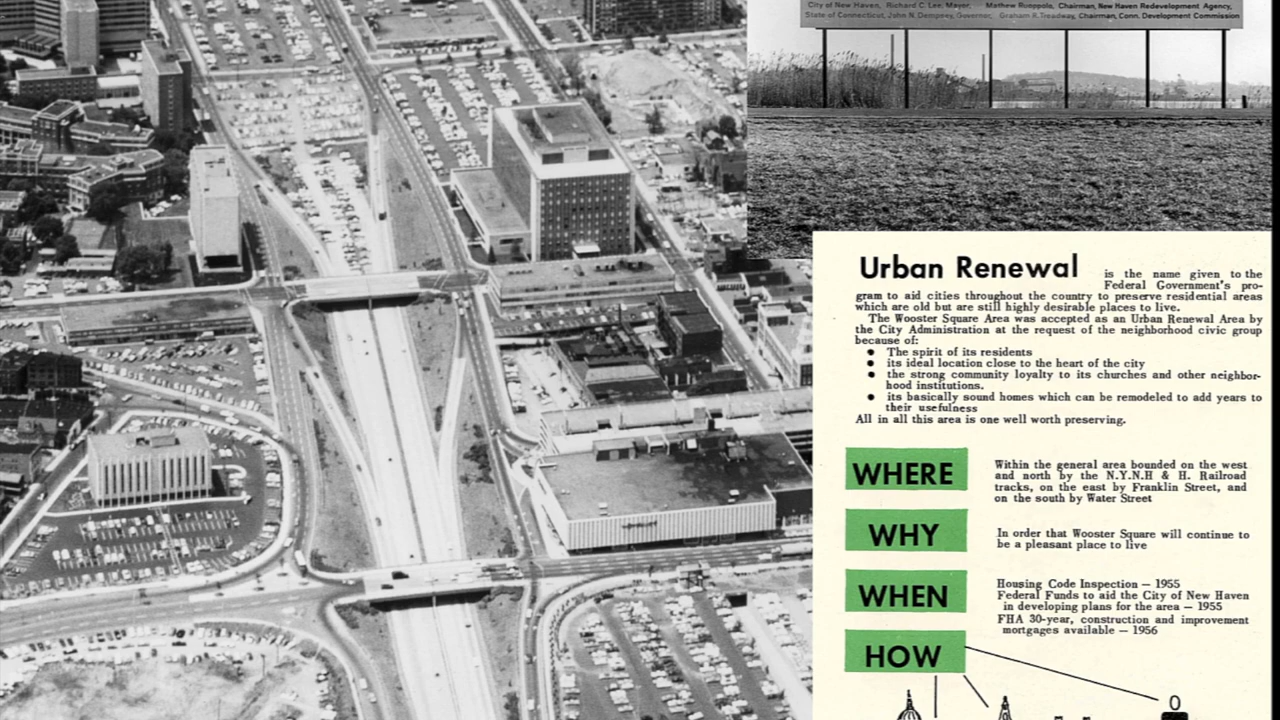 City of New Haven, Richard C. Lee, Mayor, Mathew Ruoppolo, Chairman, New Haven Redevelopment Agency,
State of Connecticut, John N. Dempsey, Governor, Graham R. Treadway, Chairman, Conn. Development Commission
Urban Renewal is the name given to the
Federal Government's pro-
gram to aid cities throughout the country to preserve residential areas
which are old but are still highly desirable places to live.
The Wooster Square Area was accepted as an Urban Renewal Area by
the City Administration at the request of the neighborhood civic group
because of:
● The spirit of its residents
● its ideal location close to the heart of the city
● the strong community loyalty to its churches and other neighbor-
hood institutions.
● its basically sound homes which can be remodeled to add years to
their usefulness
All in all this area is one well worth preserving.
WHERE
Within the general area bounded on the west
and north by the N.Y.N.H & H. Railroad
tracks, on the east by Franklin Street, and
on the south by Water Street
WHY
In order that Wooster Square will continue to
be a pleasant place to live
WHEN
Housing Code Inspection — 1955
Federal Funds to aid the City of New Haven
in developing plans for the area — 1955
FHA 30-year, construction and improvement
mortgages available — 1956
HOW